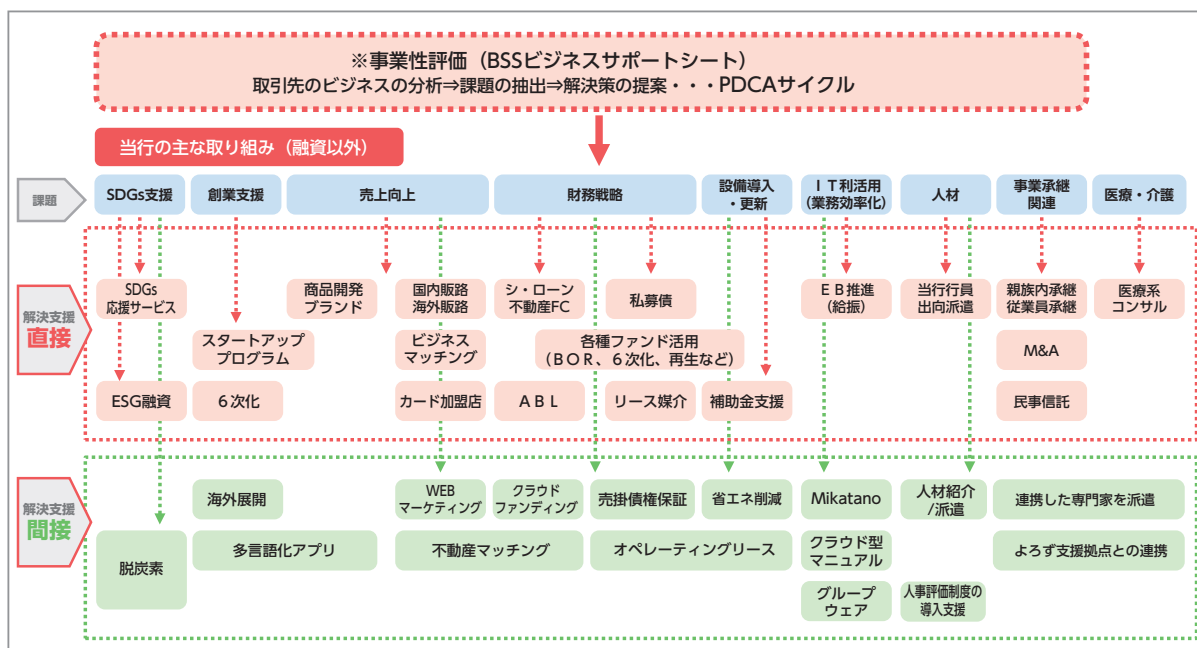 ※事業性評価（BSSビジネスサポートシート）
取引先のビジネスの分析⇒課題の抽出⇒解決策の提案・・・PDCAサイクル
当行の主な取り組み（融資以外）
課題
SDGs支援
創業支援
売上向上
財務戦略
設備導入
・更新
ＩＴ利活用
（業務効率化）
人材
事業承継
関連
医療・介護
解決支援
直接
SDGs
応援サービス
商品開発
ブランド
国内販路
海外販路
シ・ローン
不動産FC
私募債
ＥＢ推進
（給振）
当行行員
出向派遣
親族内承継
従業員承継
医療系
コンサル
スタートアップ
プログラム
ビジネス
マッチング
各種ファンド活用
（ＢＯＲ、６次化、再生など）
M&A
ESG融資
６次化
カード加盟店
ＡＢＬ
リース媒介
補助金支援
民事信託
解決支援
間接
海外展開
WEB
マーケティング
クラウド
ファンディング
売掛債権保証
省エネ削減
Mikatano
人材紹介
/派遣
連携した専門家を派遣
脱炭素
多言語化アプリ
不動産マッチング
オペレーティングリース
クラウド型
マニュアル
よろず支援拠点との連携
グループ
ウェア
人事評価制度の
導入支援